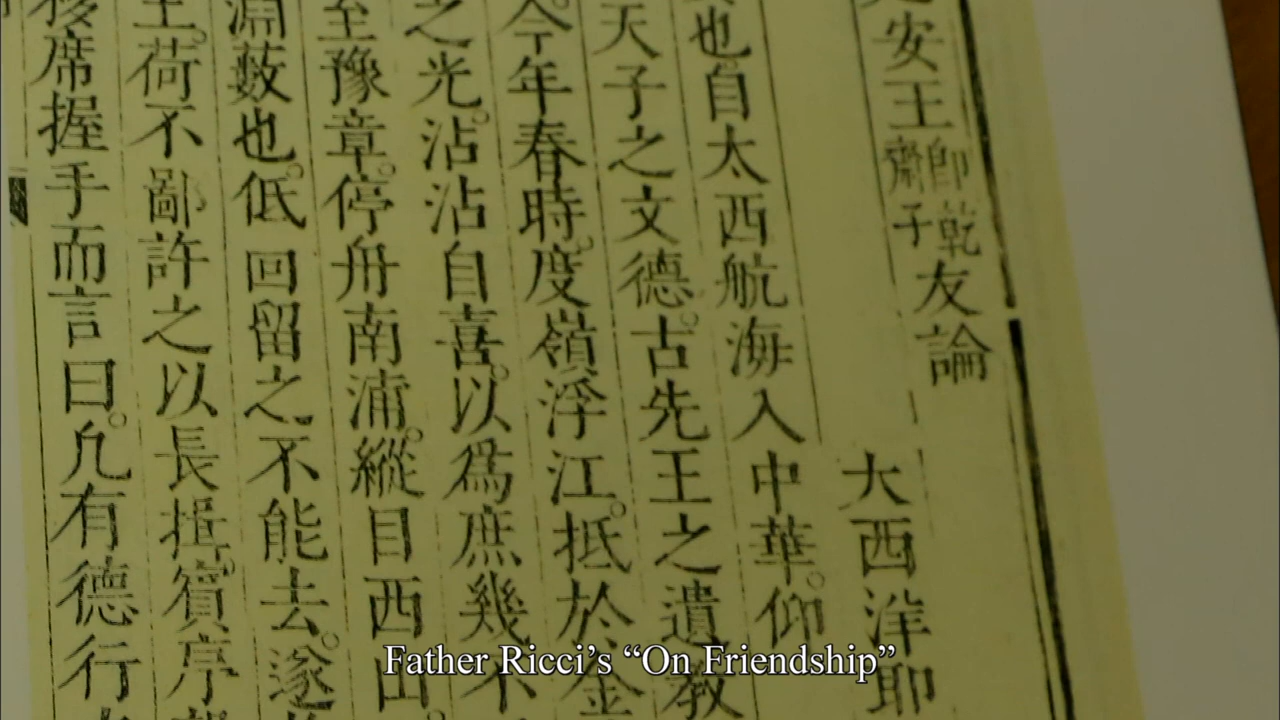 安王即乾齋子友論
大西洋耶
也自太西航海入中華。仰
天子之文德。古先王之遺教
今年春時。度嶺浮江。抵於金
之光。沾沾自喜。以為庶幾不
至豫章。停舟南浦。縱目西山。
淵藪也。低回留之不能去。遂
王。荷不鄙許之以長揖。賓序
席握手而言曰。凡有德行
Father Ricci's “On Friendship”